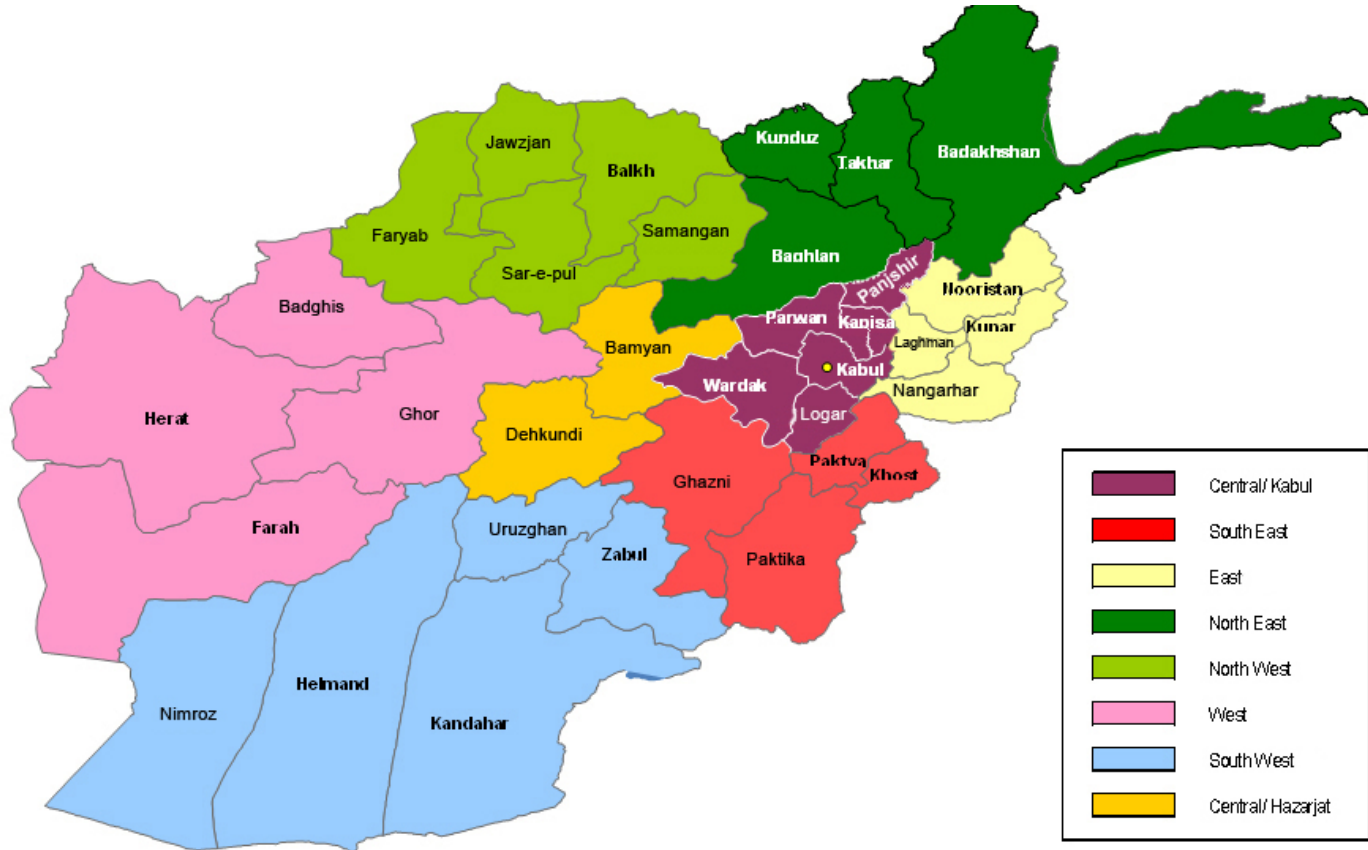 Kunduz
Takhar
Badakhshan
Jawzjan
Balkh
Faryab
Samangan
Sar-e-pul
Baghlan
Panjshir
Nooristan
Badghis
Parwan
Kapisa
Kunar
Bamyan
Laghman
Kabul
Wardak
Nangarhar
Herat
Ghor
Logar
Dehkundi
Paktya
Khost
Ghazni
Farah
Uruzghan
Zabul
Paktika
Helmand
Nimroz
Kandahar
Central/ Kabul
South East
East
North East
North West
West
South West
Central/ Hazarjat